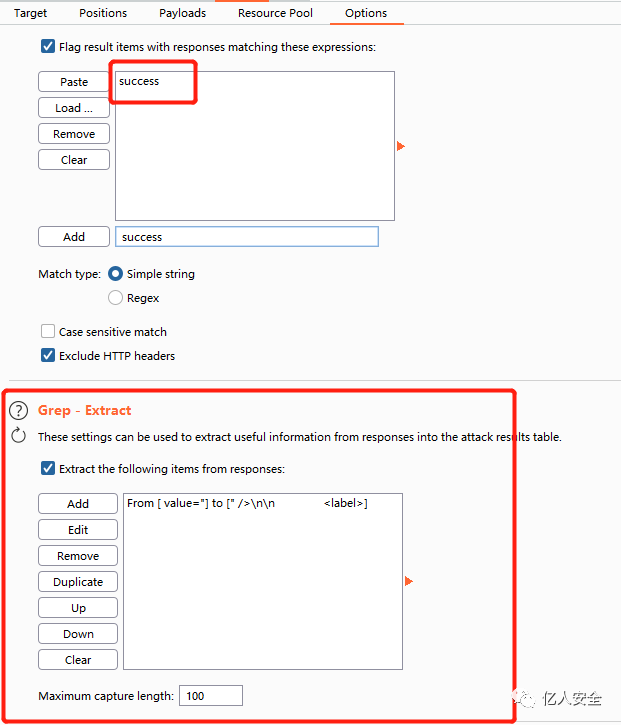 Target Positions Payloads Resource Pool Options
Flag result items with responses matching these expressions:
Paste success
Load ...
Remove
Clear
Add success
Match type: Simple string
Regex
Case sensitive match
Exclude HTTP headers
? Grep - Extract
These settings can be used to extract useful information from responses into the attack results table.
Extract the following items from responses:
Add From [ value="] to [" />\n\n <label>]
Edit
Remove
Duplicate
Up
Down
Clear
Maximum capture length: 100
亿人安全